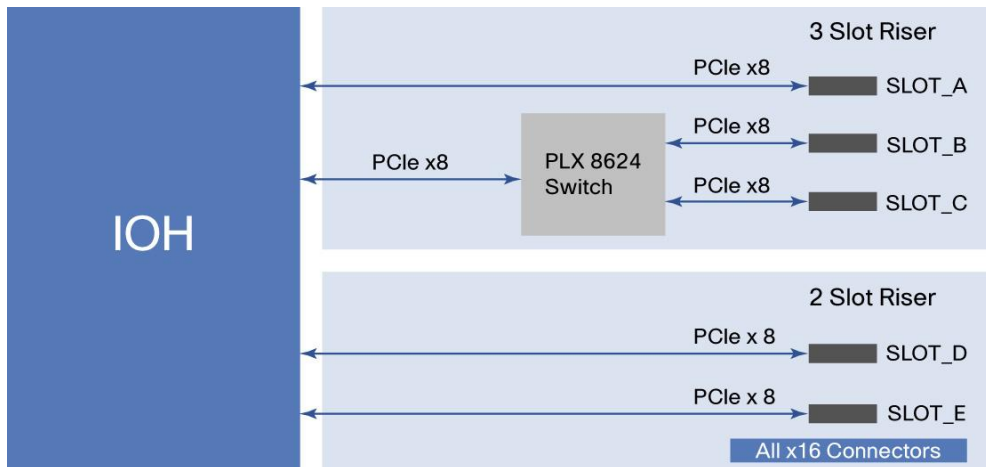 3 Slot Riser
PCIe x8
SLOT_A
PCIe x8
SLOT_B
PCIe x8
PLX 8624
Switch
PCIe x8
SLOT_C
IOH
2 Slot Riser
PCIe x 8
SLOT_D
PCIe x 8
SLOT_E
All x16 Connectors